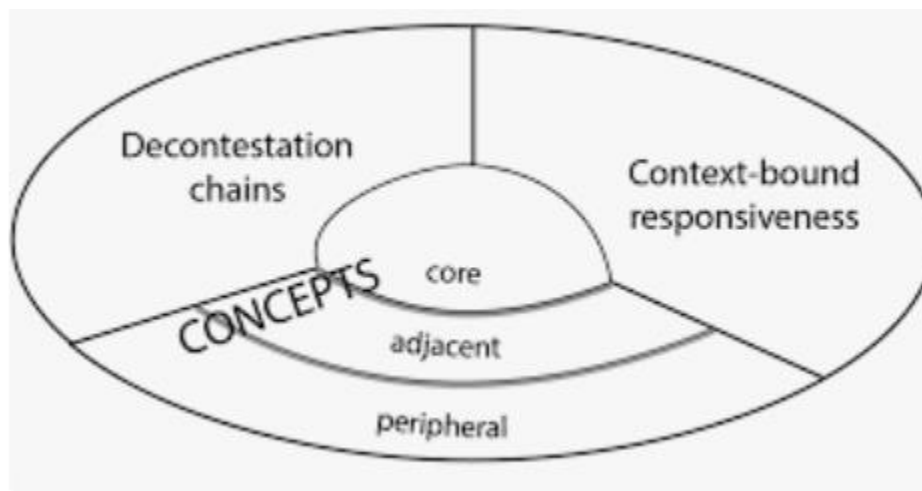 Decontestation
chains
Context-bound
responsiveness
core
CONCEPTS
adjacent
peripheral